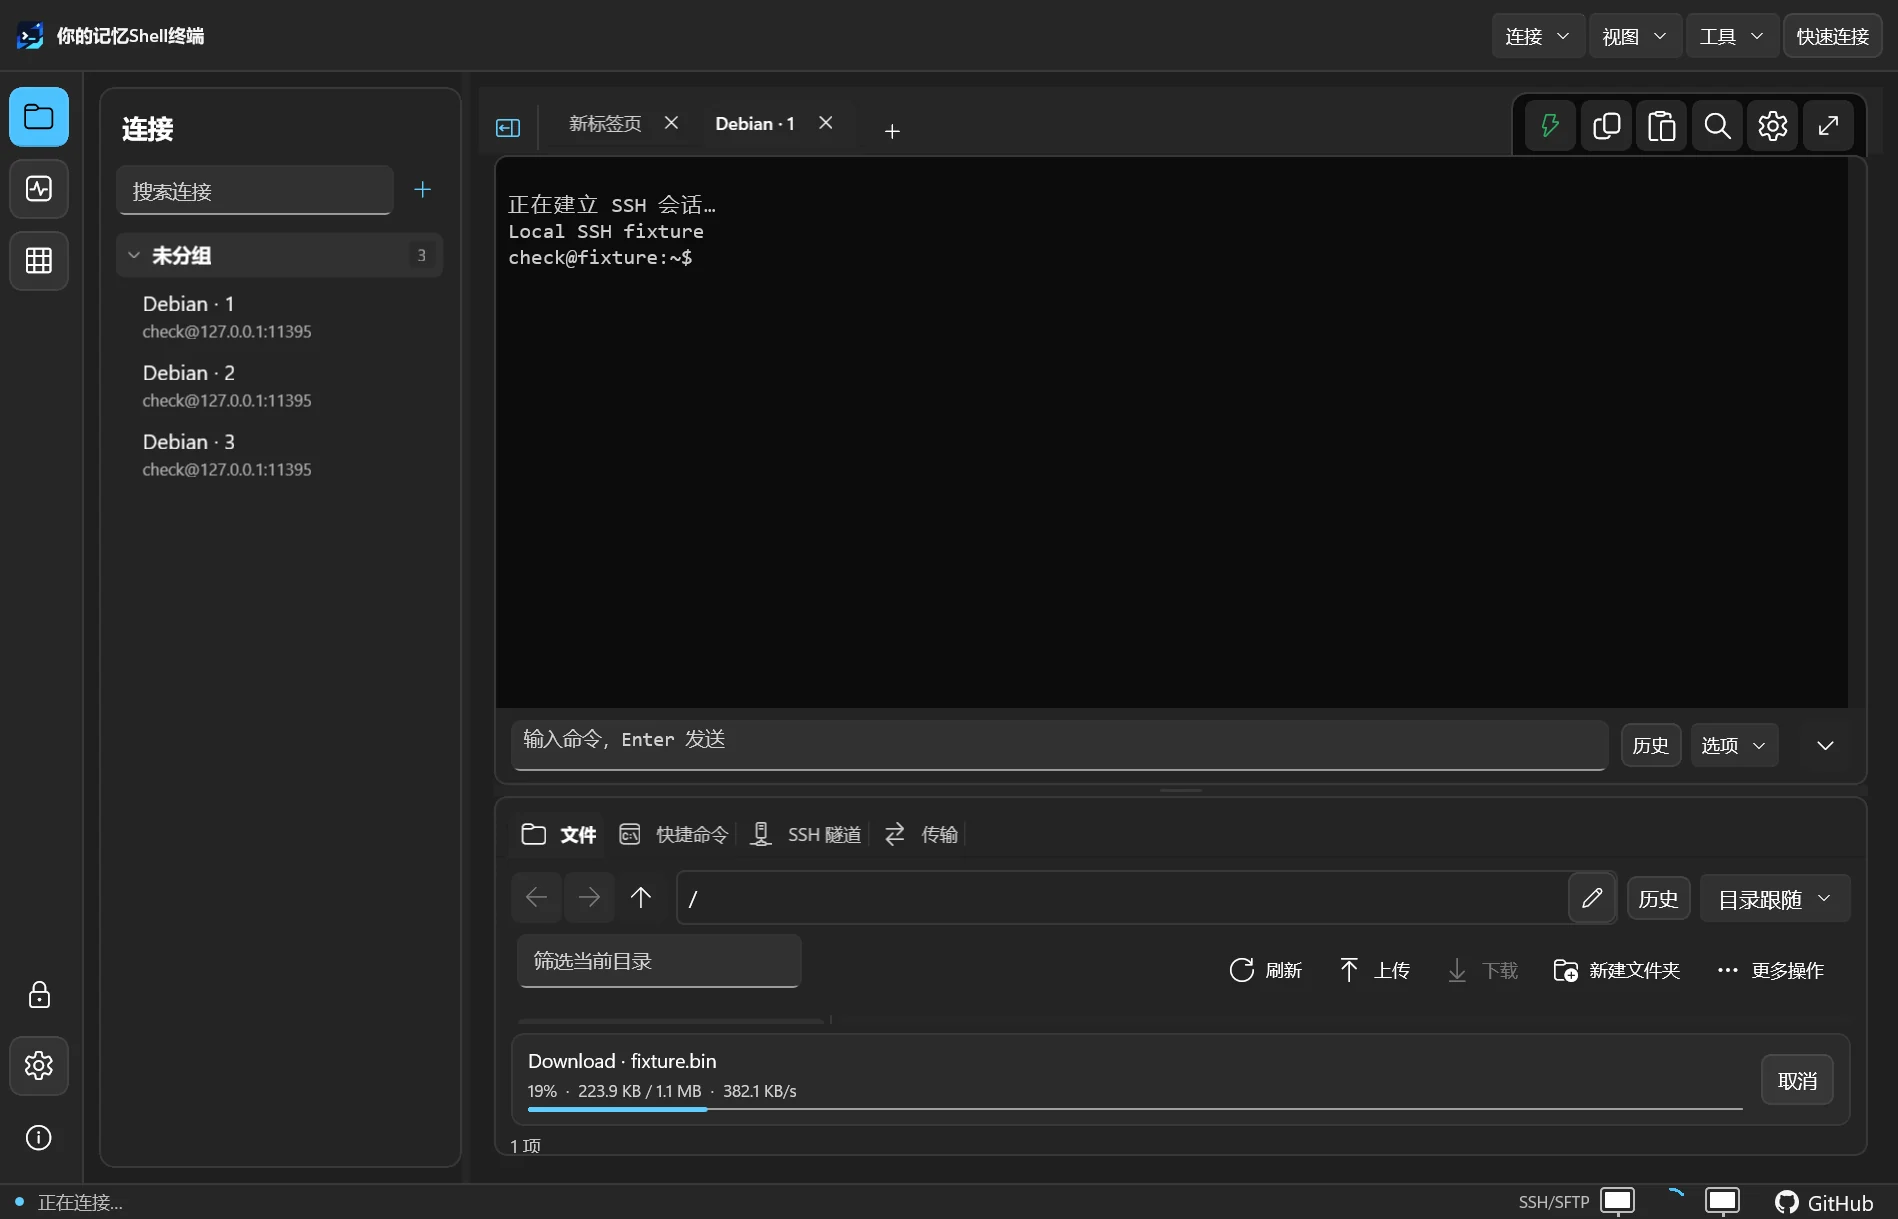 你的记忆Shell终端
连接
视图
工具
快速连接
连接
搜索连接
未分组
3
Debian · 1
check@127.0.0.1:11395
Debian · 2
check@127.0.0.1:11395
Debian · 3
check@127.0.0.1:11395
新标签页
Debian · 1
正在建立 SSH 会话…
Local SSH fixture
check@fixture:~$
输入命令，Enter 发送
历史
选项
文件
快捷命令
SSH 隧道
传输
/
历史
目录跟随
筛选当前目录
刷新
上传
下载
新建文件夹
更多操作
Download · fixture.bin
19% · 223.9 KB / 1.1 MB · 382.1 KB/s
取消
1 项
正在连接...
SSH/SFTP
GitHub